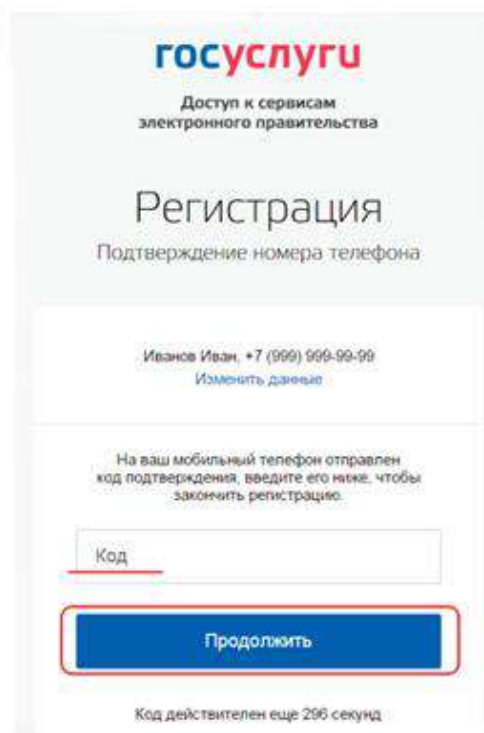 госуслуги
Доступ к сервисам
электронного правительства
Регистрация
Подтверждение номера телефона
Иванов Иван, +7 (999) 999-99-99
Изменить данные
На ваш мобильный телефон отправлен
код подтверждения, введите его ниже, чтобы
закончить регистрацию.
Код
Продолжить
Код действителен еще 296 секунд